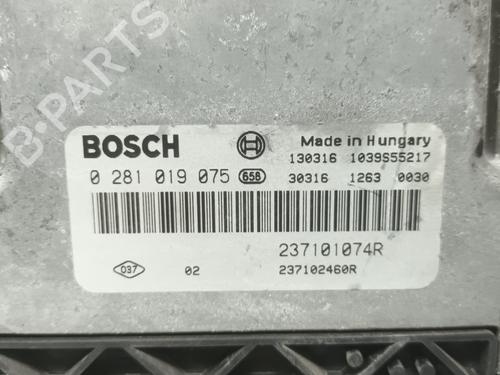 B-PARTS
BOSCH
Made in Hungary
130316 1039S55217
0 281 019 075 658
30316 1263 0030
237101074R
037 02 237102460R